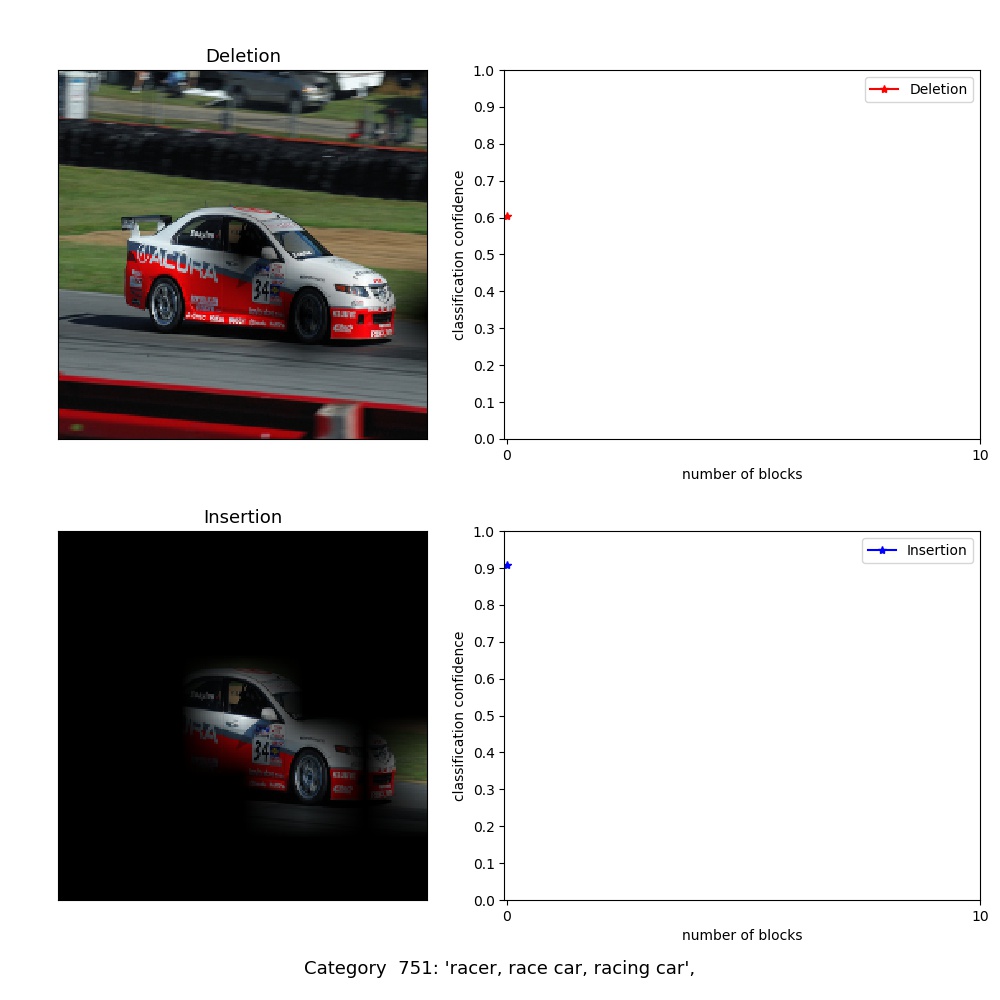 Deletion
ACURA
34
1.0
0.9
0.8
0.7
0.6
0.5
0.4
0.3
0.2
0.1
0.0
classification confidence
Deletion
0
10
number of blocks
Insertion
RA
34
1.0
0.9
0.8
0.7
0.6
0.5
0.4
0.3
0.2
0.1
0.0
classification confidence
Insertion
0
10
number of blocks
Category 751: 'racer, race car, racing car',